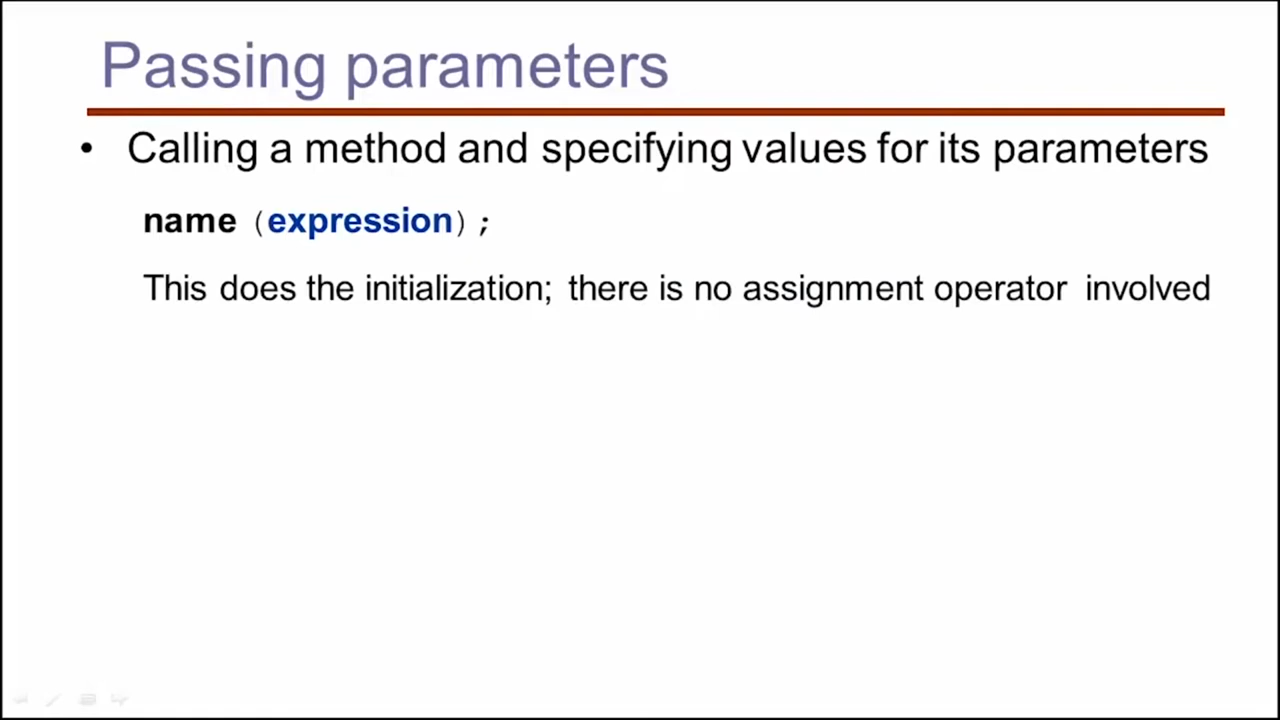 Passing parameters
• Calling a method and specifying values for its parameters
name (expression);
This does the initialization; there is no assignment operator involved